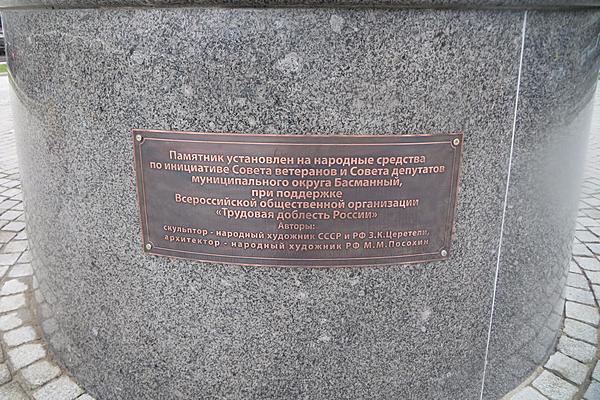 Памятник установлен на народные средства
по инициативе Совета ветеранов и Совета депутатов
муниципального округа Басманный,
при поддержке
Всероссийской общественной организации
«Трудовая доблесть России»
Авторы:
скульптор - народный художник СССР и РФ З.К.Церетели,
архитектор - народный художник РФ М.М.Посохин